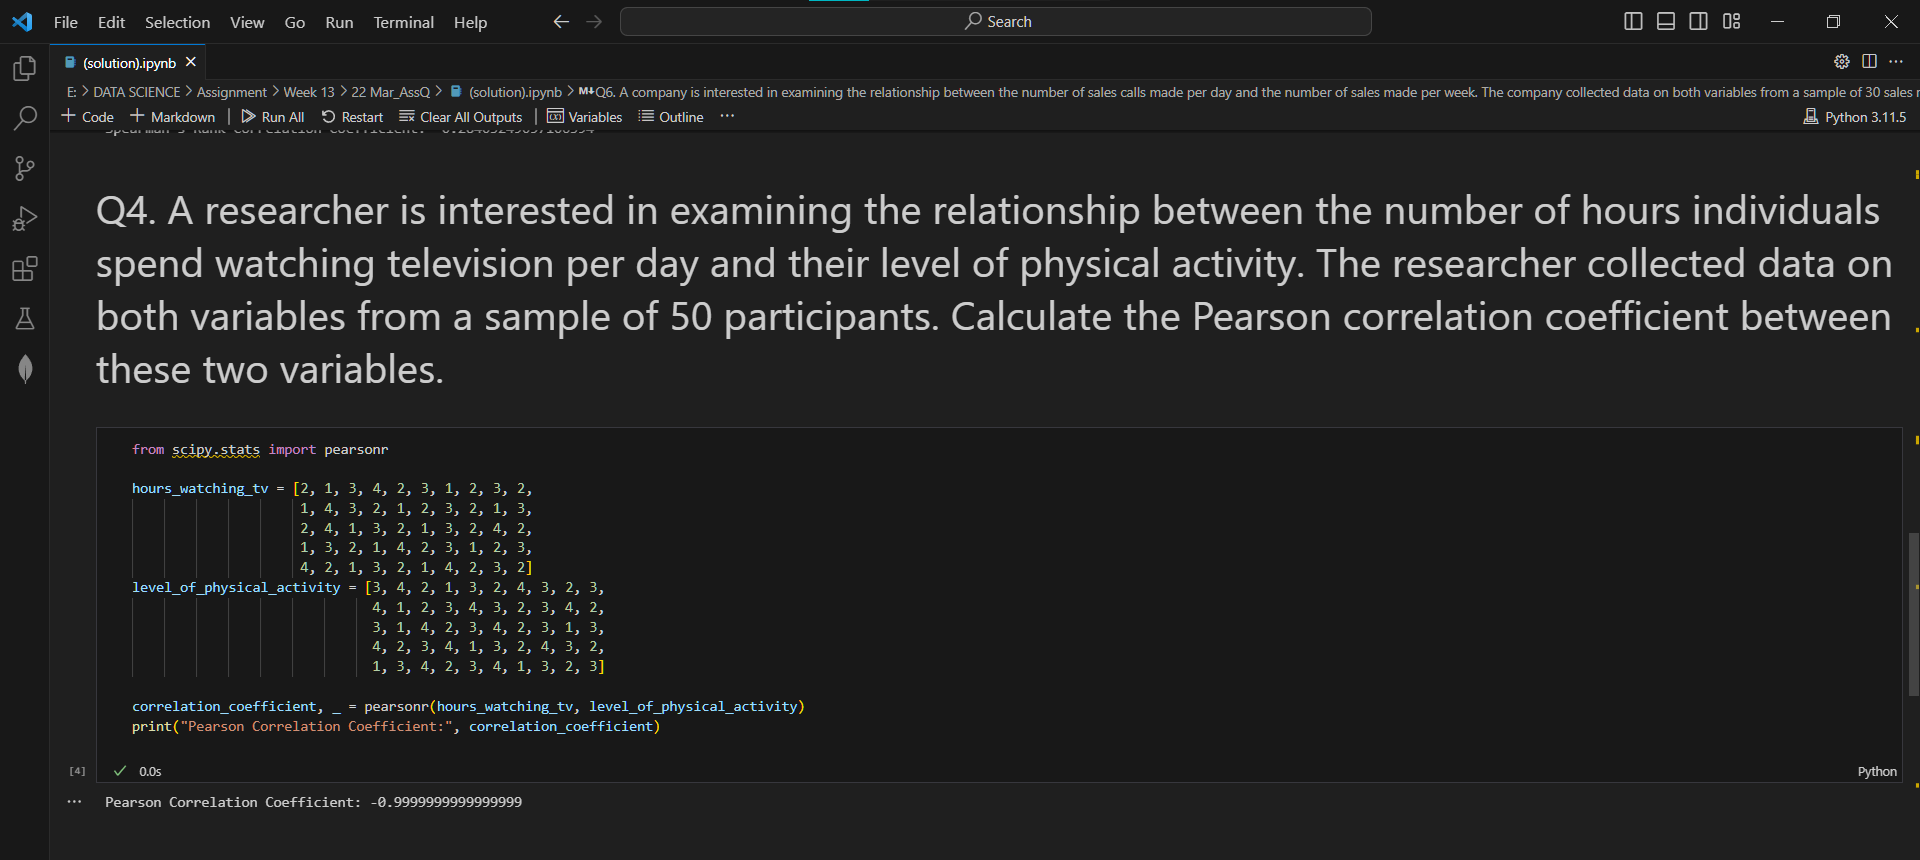 File Edit Selection View Go Run Terminal Help Search
(solution).ipynb
E: > DATA SCIENCE > Assignment > Week 13 > 22 Mar_AssQ > (solution).ipynb > M↓Q6. A company is interested in examining the relationship between the number of sales calls made per day and the number of sales made per week. The company collected data on both variables from a sample of 30 sales r
Code Markdown Run All Restart Clear All Outputs Variables Outline Python 3.11.5
Q4. A researcher is interested in examining the relationship between the number of hours individuals
spend watching television per day and their level of physical activity. The researcher collected data on
both variables from a sample of 50 participants. Calculate the Pearson correlation coefficient between
these two variables.
from scipy.stats import pearsonr
hours_watching_tv = [2, 1, 3, 4, 2, 3, 1, 2, 3, 2,
1, 4, 3, 2, 1, 2, 3, 2, 1, 3,
2, 4, 1, 3, 2, 1, 3, 2, 4, 2,
1, 3, 2, 1, 4, 2, 3, 1, 2, 3,
4, 2, 1, 3, 2, 1, 4, 2, 3, 2]
level_of_physical_activity = [3, 4, 2, 1, 3, 2, 4, 3, 2, 3,
4, 1, 2, 3, 4, 3, 2, 3, 4, 2,
3, 1, 4, 2, 3, 4, 2, 3, 1, 3,
4, 2, 3, 4, 1, 3, 2, 4, 3, 2,
1, 3, 4, 2, 3, 4, 1, 3, 2, 3]
correlation_coefficient, _ = pearsonr(hours_watching_tv, level_of_physical_activity)
print("Pearson Correlation Coefficient:", correlation_coefficient)
[4] 0.0s Python
Pearson Correlation Coefficient: -0.9999999999999999